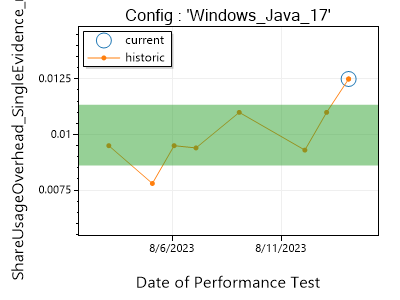 Config : 'Windows_Java_17'
current
historic
0.0125
0.01
0.0075
ShareUsageOverhead_SingleEvidence_
8/6/2023
8/11/2023
Date of Performance Test